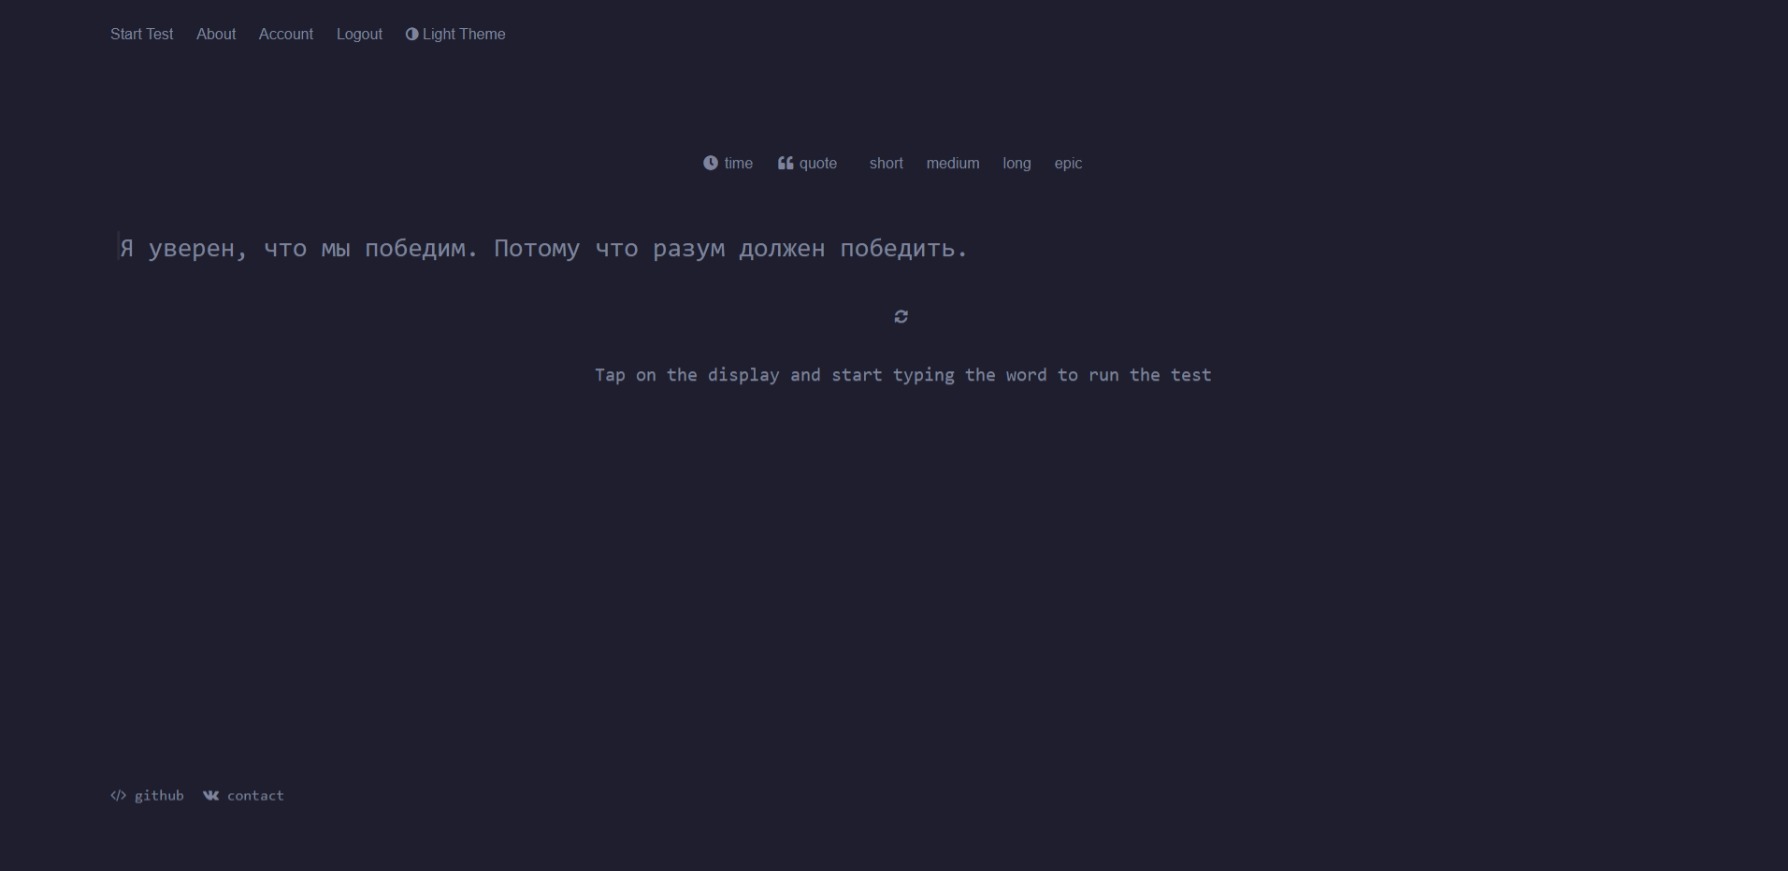 Start Test About Account Logout Light Theme
time quote short medium long epic
Я уверен, что мы победим. Потому что разум должен победить.
Tap on the display and start typing the word to run the test
github contact